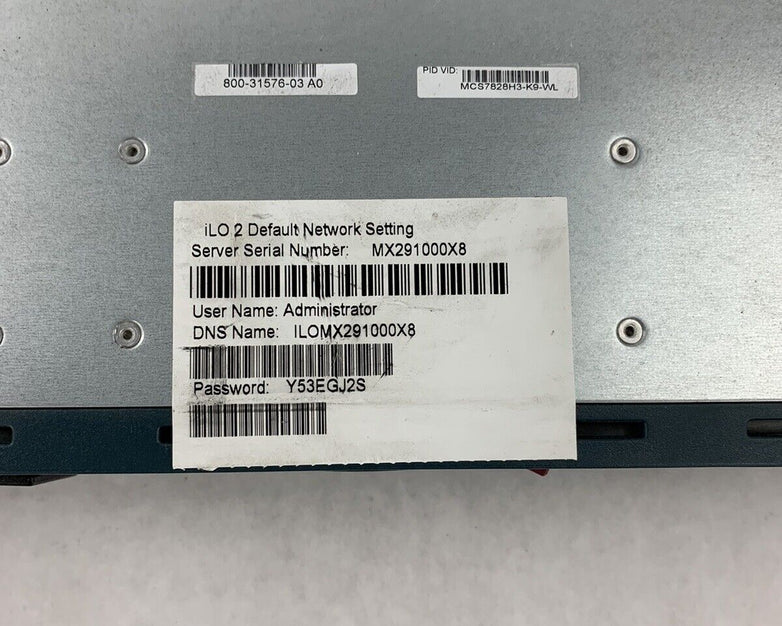 800-31576-03 A0
PID VID:
MCS7828H3-K9-WL
iLO 2 Default Network Setting
Server Serial Number: MX291000X8
User Name: Administrator
DNS Name: ILOMX291000X8
Password: Y53EGJ2S